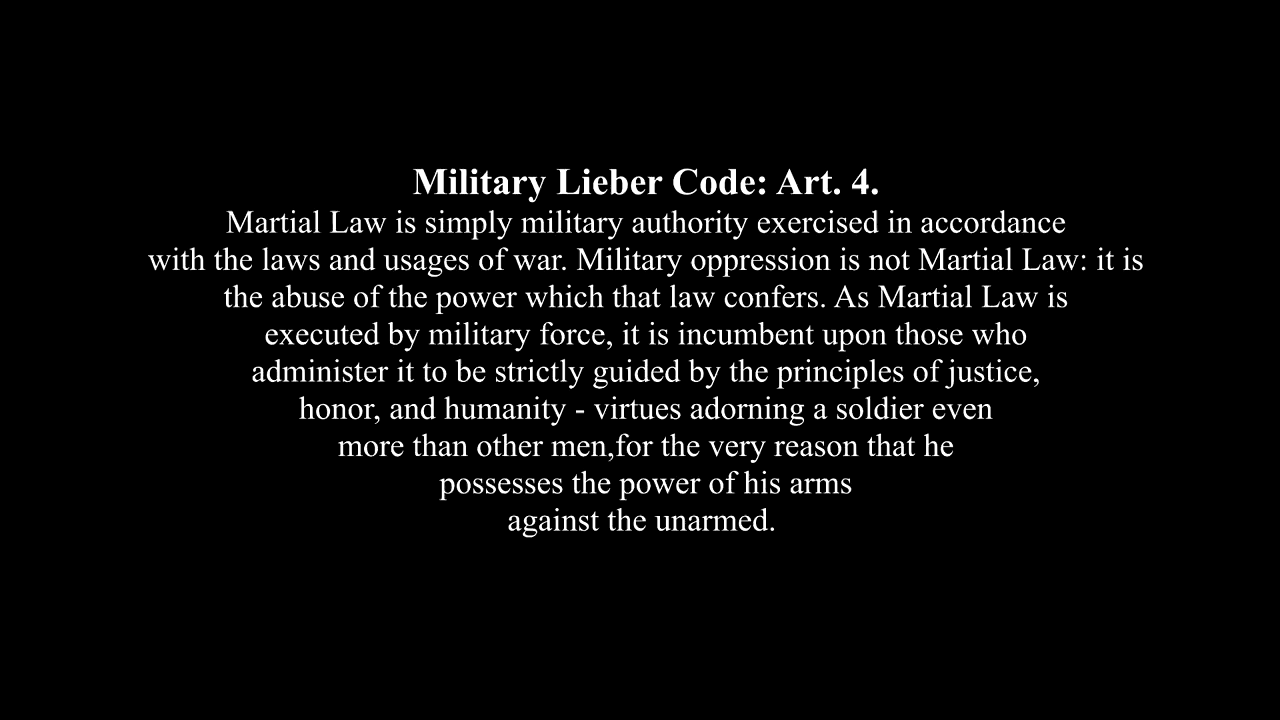 Military Lieber Code: Art. 4.
Martial Law is simply military authority exercised in accordance
with the laws and usages of war. Military oppression is not Martial Law: it is
the abuse of the power which that law confers. As Martial Law is
executed by military force, it is incumbent upon those who
administer it to be strictly guided by the principles of justice,
honor, and humanity - virtues adorning a soldier even
more than other men,for the very reason that he
possesses the power of his arms
against the unarmed.